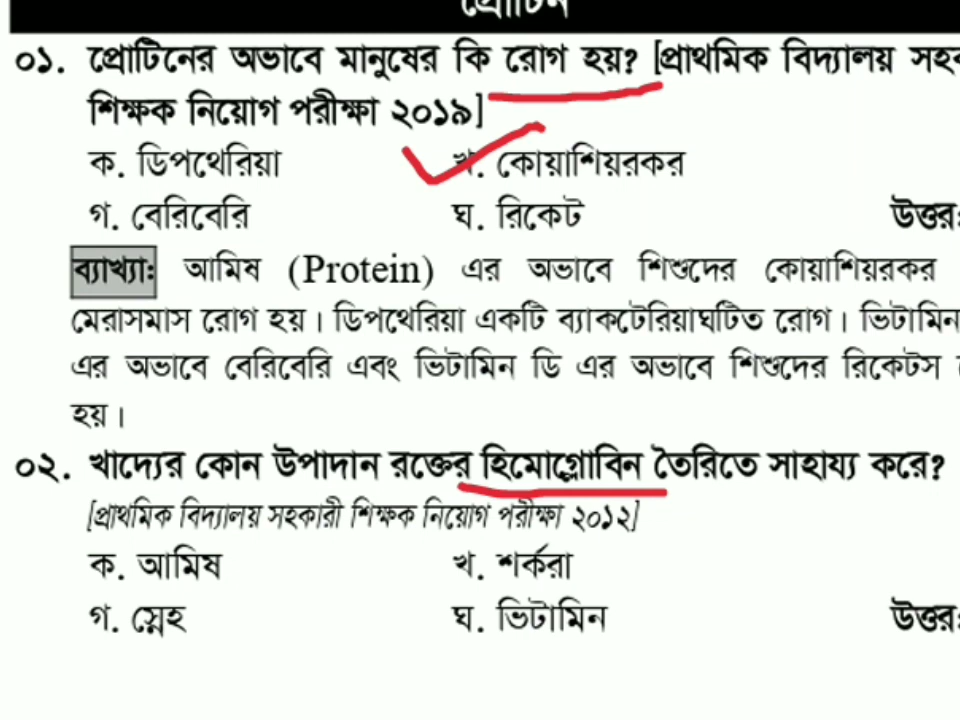 প্রোটিন
০১. প্রোটিনের অভাবে মানুষের কি রোগ হয়? [প্রাথমিক বিদ্যালয়
শিক্ষক নিয়োগ পরীক্ষা ২০১৯]
ক. ডিপথেরিয়া খ. কোয়াশিয়রকর
গ. বেরিবেরি ঘ. রিকেট উত্তর:
ব্যাখ্যা: আমিষ (Protein) এর অভাবে শিশুদের কোয়াশিয়রকর
মেরাসমাস রোগ হয়। ডিপথেরিয়া একটি ব্যাকটেরিয়াঘটিত রোগ। ভিটামিন
এর অভাবে বেরিবেরি এবং ভিটামিন ডি এর অভাবে শিশুদের রিকেটস
হয়।
০২. খাদ্যের কোন উপাদান রক্তের হিমোগ্লোবিন তৈরিতে সাহায্য করে?
[প্রাথমিক বিদ্যালয় সহকারী শিক্ষক নিয়োগ পরীক্ষা ২০১২]
ক. আমিষ খ. শর্করা
গ. স্নেহ ঘ. ভিটামিন উত্তর: